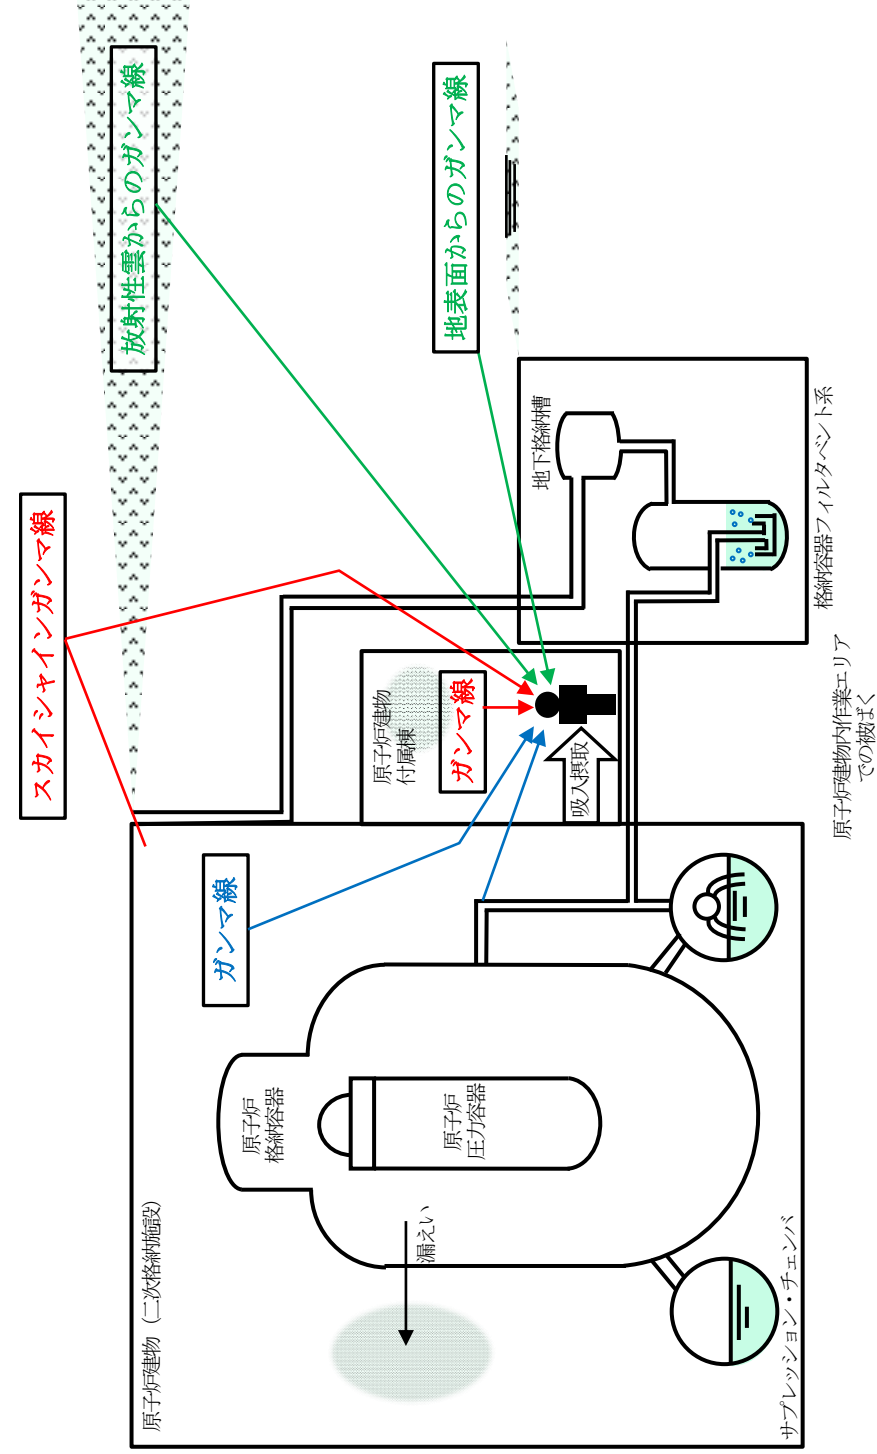 原子炉建物（二次格納施設）
原子炉
格納容器
原子炉
圧力容器
漏えい
サプレッション・チェンバ
ガンマ線
スカイシャインガンマ線
放射性雲からのガンマ線
地表面からのガンマ線
原子炉建物
付属棟
ガンマ線
吸入摂取
地下格納槽
格納容器フィルタベント系
原子炉建物内作業エリア
での被ばく